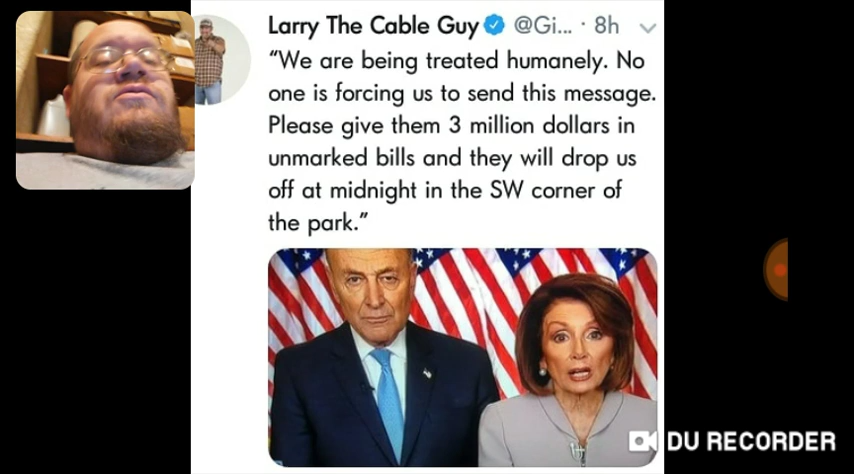 Larry The Cable Guy @Gi... · 8h
“We are being treated humanely. No
one is forcing us to send this message.
Please give them 3 million dollars in
unmarked bills and they will drop us
off at midnight in the SW corner of
the park.”
DU RECORDER